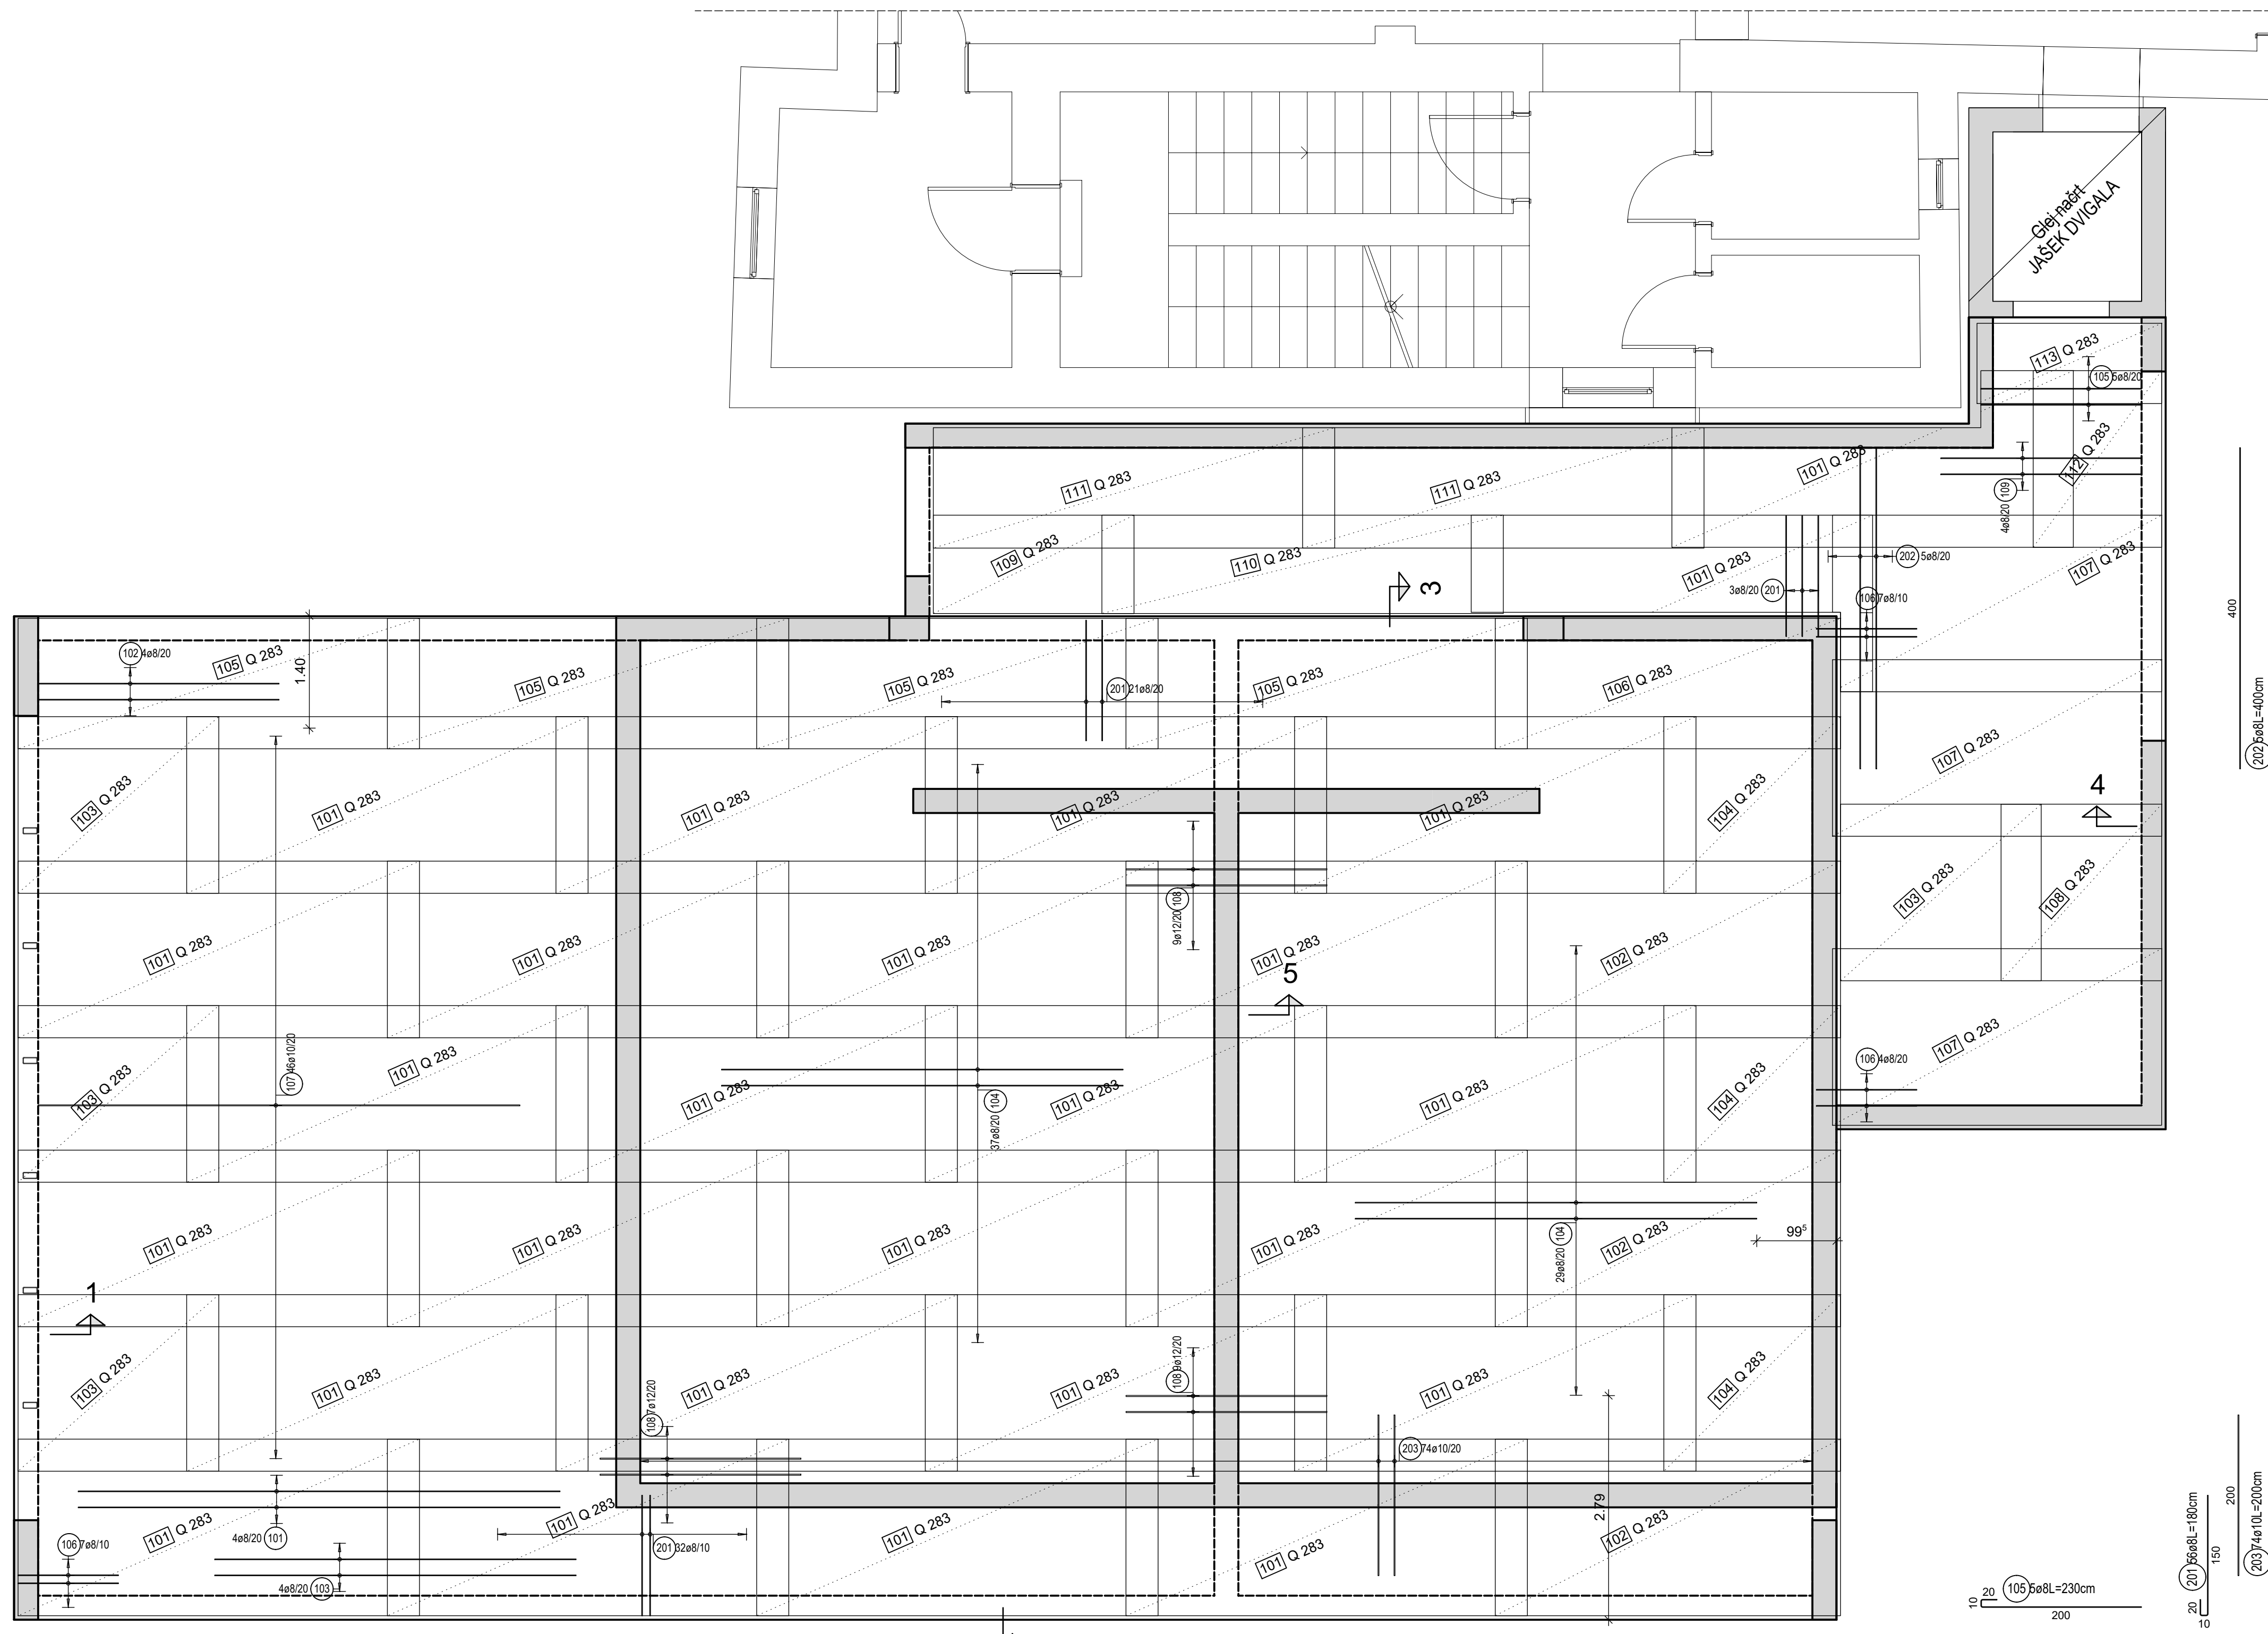 Glej načrt
JAŠEK DVIGALA
113 Q 283
105 5ø8/20
111 Q 283
111 Q 283
101 Q 283
4ø8/20 109
112 Q 283
109 Q 283
110 Q 283
101 Q 283
202 5ø8/20
107 Q 283
3ø8/20 201
106 7ø8/10
3
400
202 5ø8L=400cm
102 4ø8/20
105 Q 283
1.40
105 Q 283
105 Q 283
105 Q 283
106 Q 283
201 21ø8/20
107 Q 283
4
103 Q 283
101 Q 283
101 Q 283
101 Q 283
101 Q 283
104 Q 283
9ø12/20 108
103 Q 283
108 Q 283
101 Q 283
101 Q 283
101 Q 283
101 Q 283
102 Q 283
5
107 46ø10/20
103 Q 283
101 Q 283
101 Q 283
101 Q 283
101 Q 283
104 Q 283
37ø8/20 104
106 4ø8/20
107 Q 283
101 Q 283
101 Q 283
101 Q 283
101 Q 283
102 Q 283
29ø8/20 104
99⁵
1
103 Q 283
101 Q 283
101 Q 283
101 Q 283
101 Q 283
104 Q 283
108 7ø12/20
108 9ø12/20
203 74ø10/20
2.79
101 Q 283
101 Q 283
101 Q 283
101 Q 283
102 Q 283
4ø8/20 101
106 7ø8/10
201 32ø8/10
4ø8/20 103
20 105 5ø8L=230cm
10
200
201 56ø8L=180cm
150
20
10
200
203 74ø10L=200cm